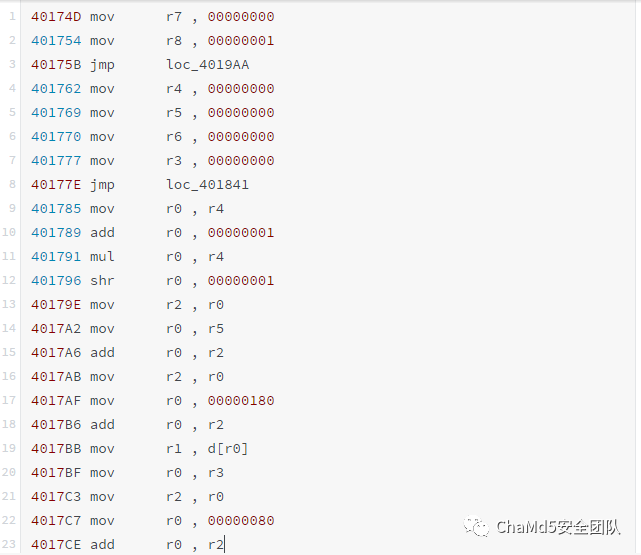 1 40174D mov r7 , 00000000
2 401754 mov r8 , 00000001
3 40175B jmp loc_4019AA
4 401762 mov r4 , 00000000
5 401769 mov r5 , 00000000
6 401770 mov r6 , 00000000
7 401777 mov r3 , 00000000
8 40177E jmp loc_401841
9 401785 mov r0 , r4
10 401789 add r0 , 00000001
11 401791 mul r0 , r4
12 401796 shr r0 , 00000001
13 40179E mov r2 , r0
14 4017A2 mov r0 , r5
15 4017A6 add r0 , r2
16 4017AB mov r2 , r0
17 4017AF mov r0 , 00000180
18 4017B6 add r0 , r2
19 4017BB mov r1 , d[r0]
20 4017BF mov r0 , r3
21 4017C3 mov r2 , r0
22 4017C7 mov r0 , 00000080
23 4017CE add r0 , r2
ChaMd5安全团队